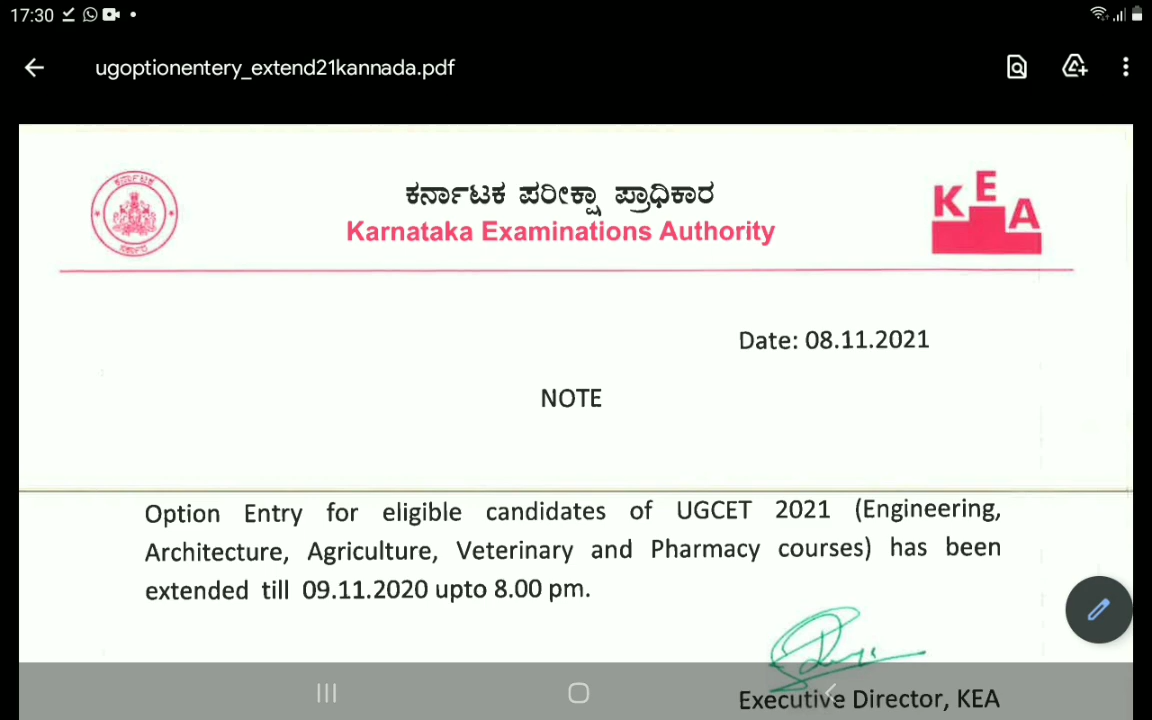 17:30
ugoptionentery_extend21kannada.pdf
ಕರ್ನಾಟಕ ಪರೀಕ್ಷಾ ಪ್ರಾಧಿಕಾರ
Karnataka Examinations Authority
KEA
Date: 08.11.2021
NOTE
Option Entry for eligible candidates of UGCET 2021 (Engineering,
Architecture, Agriculture, Veterinary and Pharmacy courses) has been
extended till 09.11.2020 upto 8.00 pm.
Executive Director, KEA